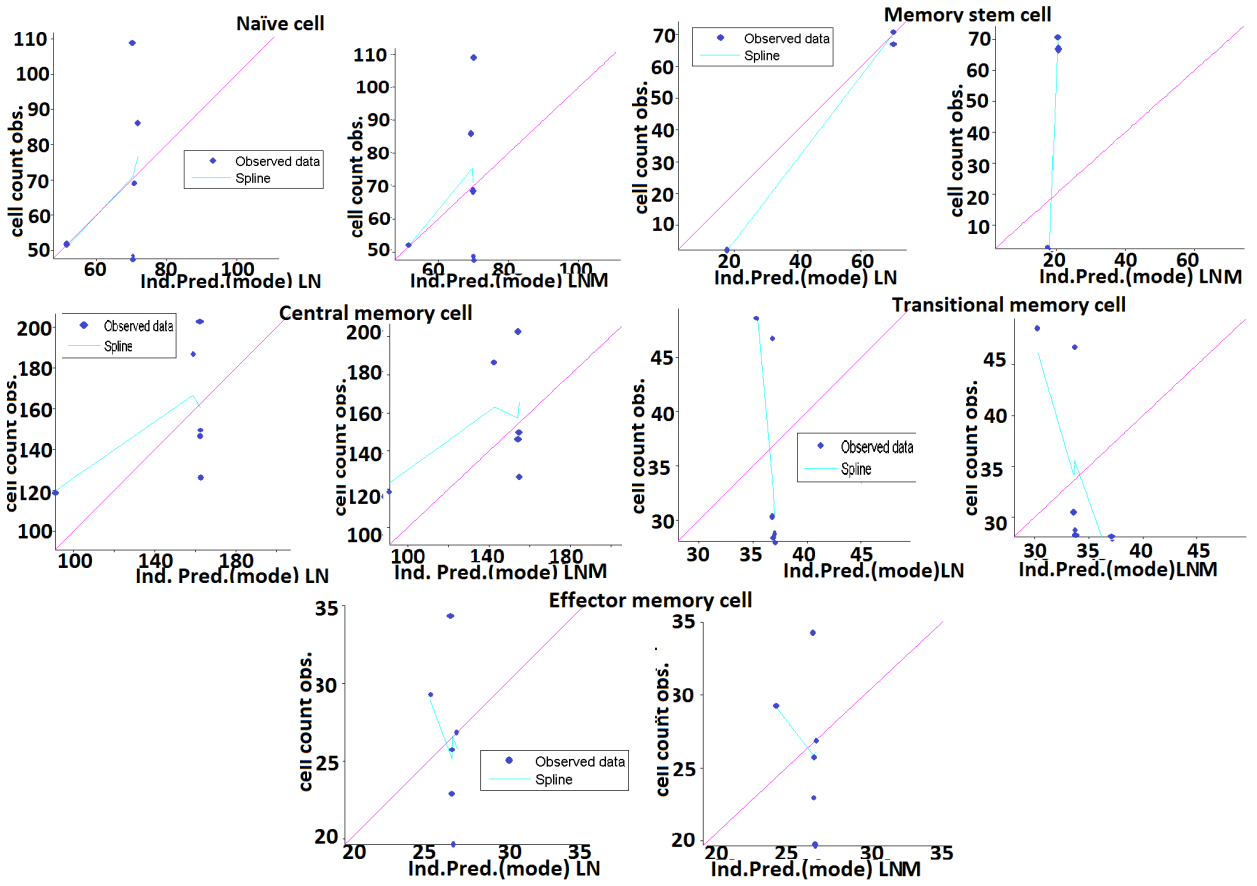 Naïve cell
cell count obs.
110
100
90
80
70
60
50
60
80
100
Observed data
Spline
Ind.Pred.(mode) LN
cell count obs.
110
100
90
80
70
60
50
60
80
100
Ind.Pred.(mode) LNM
Memory stem cell
cell count obs.
70
60
50
40
30
20
10
20
40
60
Observed data
Spline
Ind.Pred.(mode) LN
cell count obs.
70
60
50
40
30
20
10
20
40
60
Ind.Pred.(mode) LNM
Central memory cell
cell count obs.
200
180
160
140
120
100
100
140
180
Observed data
Spline
Ind. Pred.(mode) LN
cell count obs.
200
180
160
140
120
100
100
140
180
Ind. Pred.(mode) LNM
Transitional memory cell
cell count obs.
45
40
35
30
30
35
40
45
Observed data
Spline
Ind.Pred.(mode)LN
cell count obs.
45
40
35
30
30
35
40
45
Ind.Pred.(mode)LNM
Effector memory cell
cell count obs.
35
30
25
20
20
25
30
35
Observed data
Spline
Ind.Pred.(mode) LN
cell count obs.
35
30
25
20
20
25
30
35
Ind.Pred.(mode) LNM